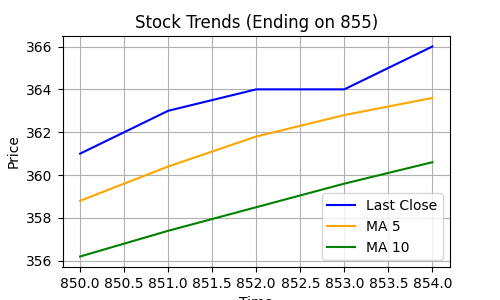 Stock Trends (Ending on 855)
366
364
362
360
358
356
Price
Last Close
MA 5
MA 10
850.0 850.5 851.0 851.5 852.0 852.5 853.0 853.5 854.0
Time